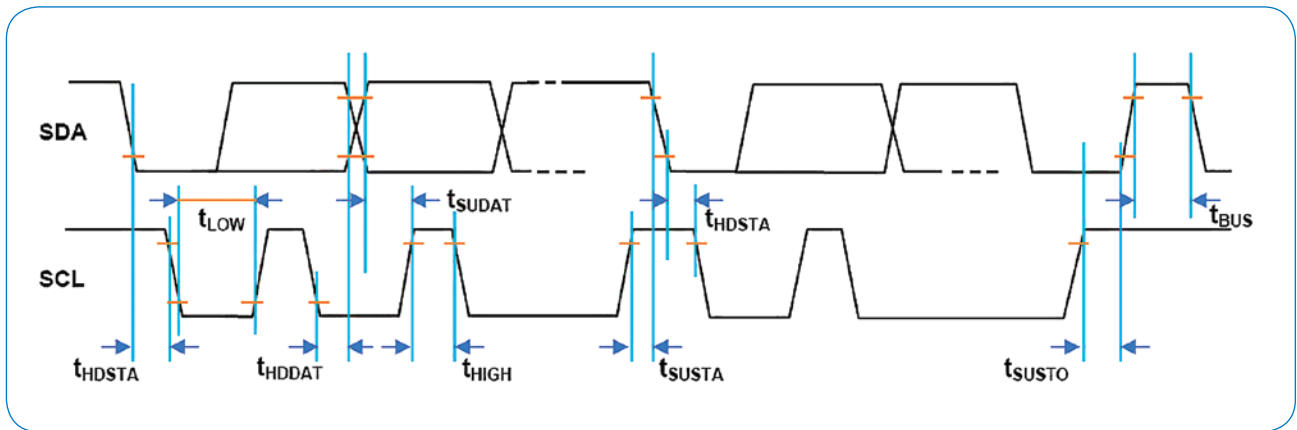 SDA
tSUDAT
tLOW
tHDSTA
tBUS
SCL
tHDSTA
tHDDAT
tHIGH
tSUSTA
tSUSTO